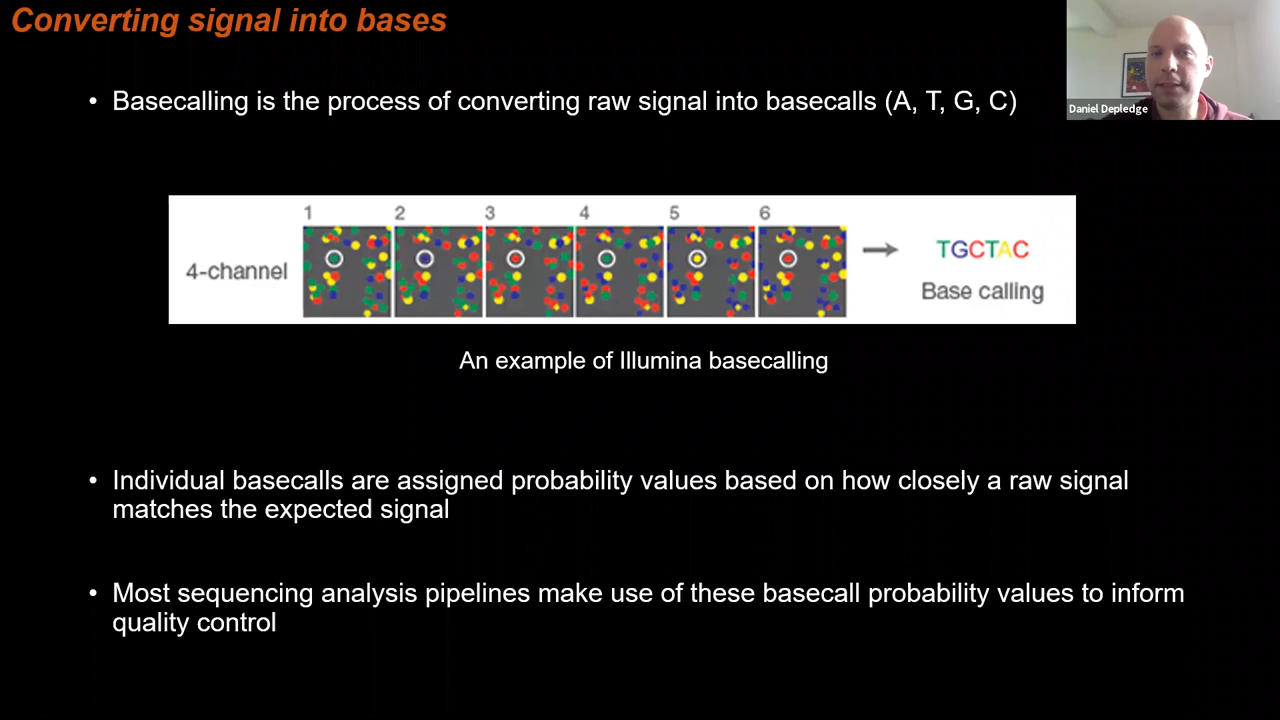 Converting signal into bases
• Basecalling is the process of converting raw signal into basecalls (A, T, G, C)
Daniel Depledge
1 2 3 4 5 6
4-channel
TGCTAC
Base calling
An example of Illumina basecalling
• Individual basecalls are assigned probability values based on how closely a raw signal
matches the expected signal
• Most sequencing analysis pipelines make use of these basecall probability values to inform
quality control